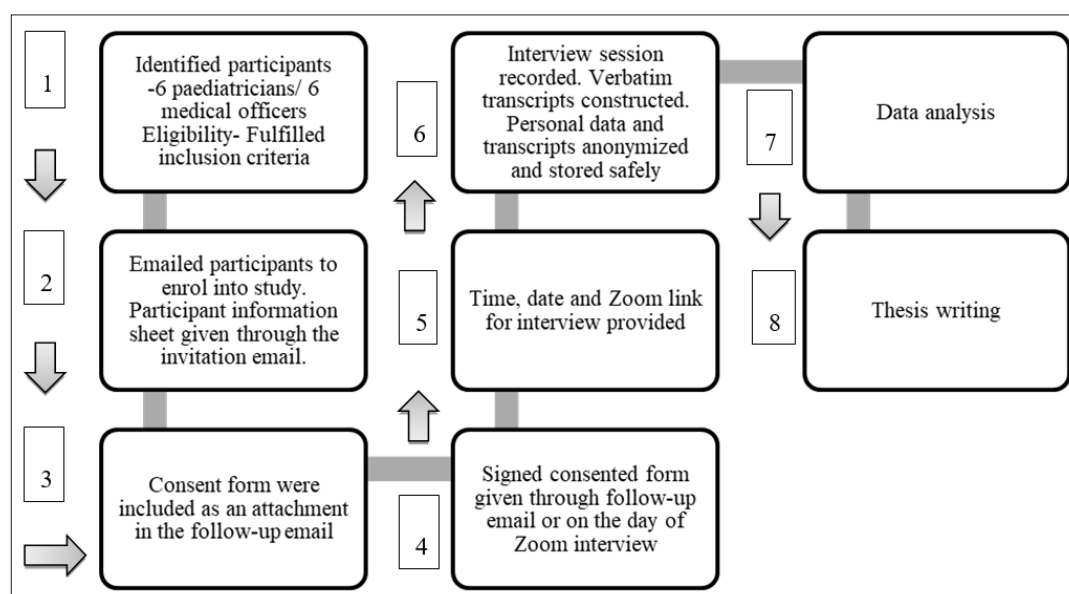 1
Identified participants
-6 paediatricians/ 6
medical officers
Eligibility- Fulfilled
inclusion criteria
2
Emailed participants to
enrol into study.
Participant information
sheet given through the
invitation email.
3
Consent form were
included as an attachment
in the follow-up email
4
Signed consented form
given through follow-up
email or on the day of
Zoom interview
5
Time, date and Zoom link
for interview provided
6
Interview session
recorded. Verbatim
transcripts constructed.
Personal data and
transcripts anonymized
and stored safely
7
Data analysis
8
Thesis writing